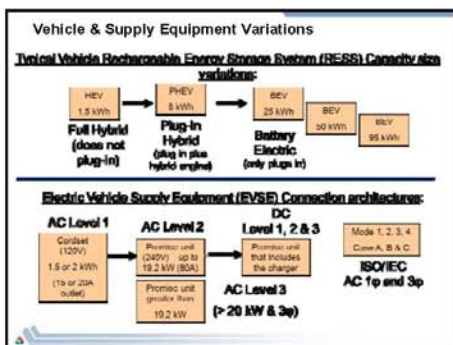 Vehicle & Supply Equipment Variations
Typical Vehicle Rechargeable Energy Storage System (RESS) Capacity size
variations:
HEV
1.5 kWh
PHEV
8 kWh
BEV
25 kWh
BEV
50 kWh
BEV
95 kWh
Full Hybrid
(does not
plug-in)
Plug-In
Hybrid
(plug in plus
hybrid engine)
Battery
Electric
(only plugs in)
Electric Vehicle Supply Equipment (EVSE) Connection architectures:
AC Level 1
Cordset
(120V)
1.5 or 2 kWh
(15 or 20A
outlet)
AC Level 2
Premise unit
(240V) up to
19.2 kW (80A)
Premise unit
greater than
19.2 kW
AC Level 3
(> 20 kW & 3φ)
DC
Level 1, 2 & 3
Premise unit
that includes
the charger
Mode 1, 2, 3, 4
Case A, B & C
ISO/IEC
AC 1φ and 3φ